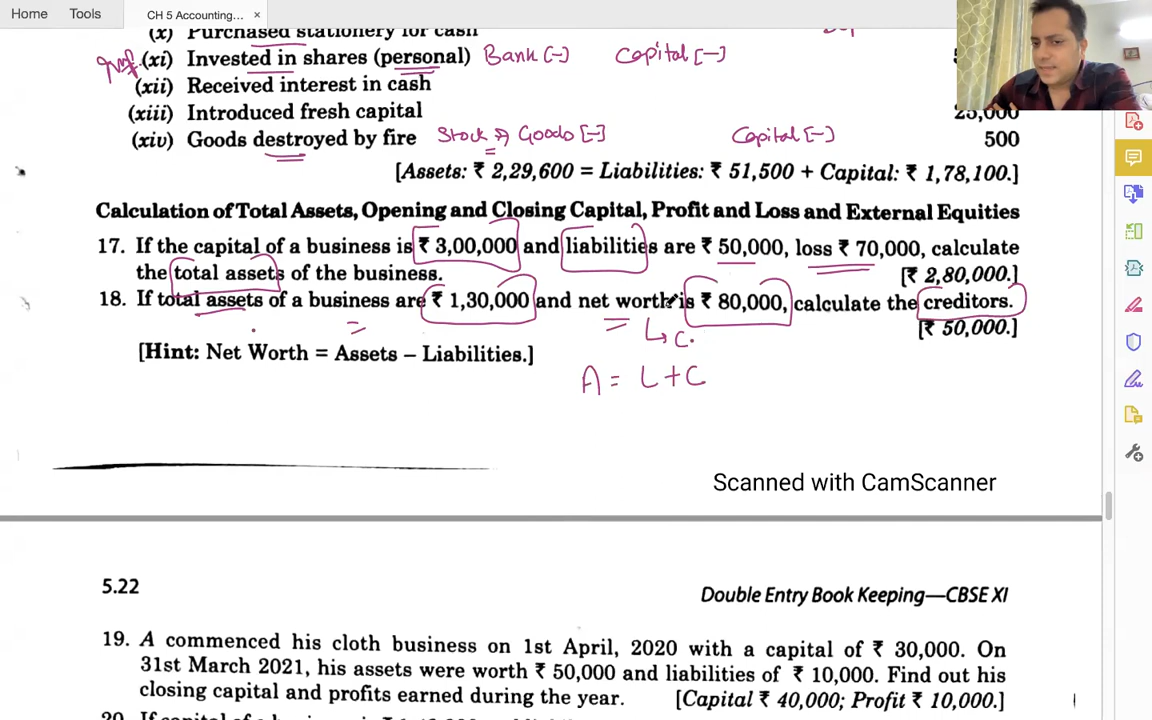 Home Tools CH 5 Accounting... ×
(x) Purchased stationery for cash
(xi) Invested in shares (personal) Bank [-] Capital [-]
(xii) Received interest in cash
(xiii) Introduced fresh capital 25,000
(xiv) Goods destroyed by fire Stock Goods [-] Capital [-] 500
[Assets: ₹ 2,29,600 = Liabilities: ₹ 51,500 + Capital: ₹ 1,78,100.]
Calculation of Total Assets, Opening and Closing Capital, Profit and Loss and External Equities
17. If the capital of a business is ₹ 3,00,000 and liabilities are ₹ 50,000, loss ₹ 70,000, calculate
the total assets of the business. [₹ 2,80,000.]
18. If total assets of a business are ₹ 1,30,000 and net worth is ₹ 80,000, calculate the creditors.
[₹ 50,000.]
= = C.
[Hint: Net Worth = Assets – Liabilities.]
A = L + C
Scanned with CamScanner
5.22 Double Entry Book Keeping—CBSE XI
19. A commenced his cloth business on 1st April, 2020 with a capital of ₹ 30,000. On
31st March 2021, his assets were worth ₹ 50,000 and liabilities of ₹ 10,000. Find out his
closing capital and profits earned during the year. [Capital ₹ 40,000; Profit ₹ 10,000.]